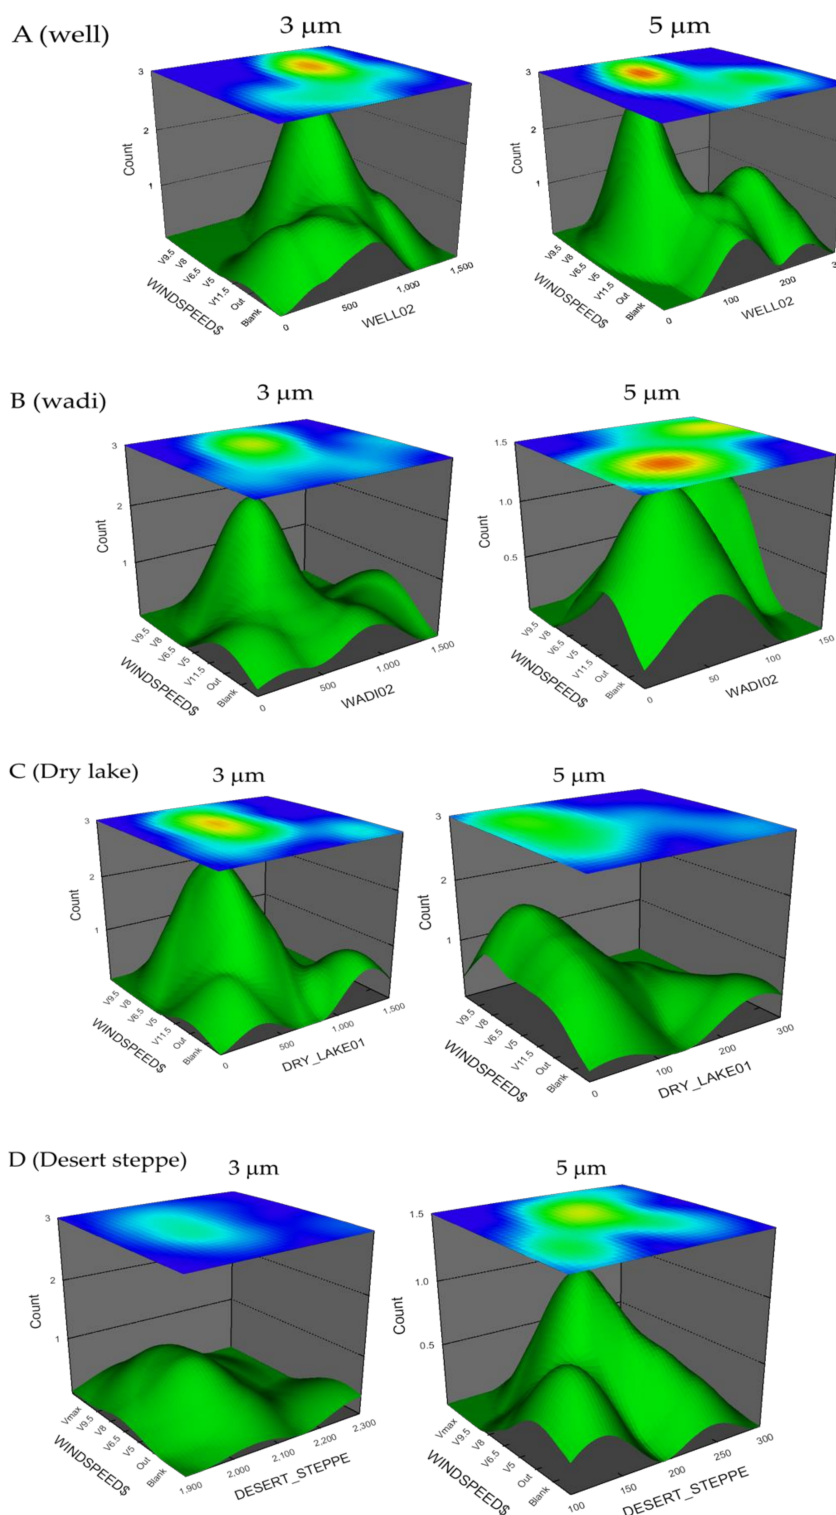 A (well)
3 µm
5 µm
3
2
1
Count
V9.5
V8
V6.5
V5
V11.5
Out
Blank
WINDSPEED$
0
500
1,000
1,500
WELL02
3
2
1
Count
V9.5
V8
V6.5
V5
V11.5
Out
Blank
WINDSPEED$
0
100
200
WELL02
B (wadi)
3 µm
5 µm
3
2
1
Count
V9.5
V8
V6.5
V5
V11.5
Out
Blank
WINDSPEED$
0
500
1.000
1.500
WADI02
1.5
1.0
0.5
Count
V9.5
V8
V6.5
V5
V11.5
Out
Blank
WINDSPEED$
0
50
100
150
WADI02
C (Dry lake)
3 µm
5 µm
3
2
1
Count
V9.5
V8
V6.5
V5
V11.5
Out
Blank
WINDSPEED$
0
500
1.000
1.500
DRY_LAKE01
3
2
1
Count
V9.5
V8
V6.5
V5
V11.5
Out
Blank
WINDSPEED$
0
100
200
300
DRY_LAKE01
D (Desert steppe)
3 µm
5 µm
3
2
1
Count
Vmax
V9.5
V8
V6.5
V5
Out
Blank
WINDSPEED$
1.900
2.000
2.100
2.200
2.300
DESERT_STEPPE
1.5
1.0
0.5
Count
Vmax
V9.5
V8
V6.5
V5
Out
Blank
WINDSPEED$
100
150
200
250
300
DESERT_STEPPE